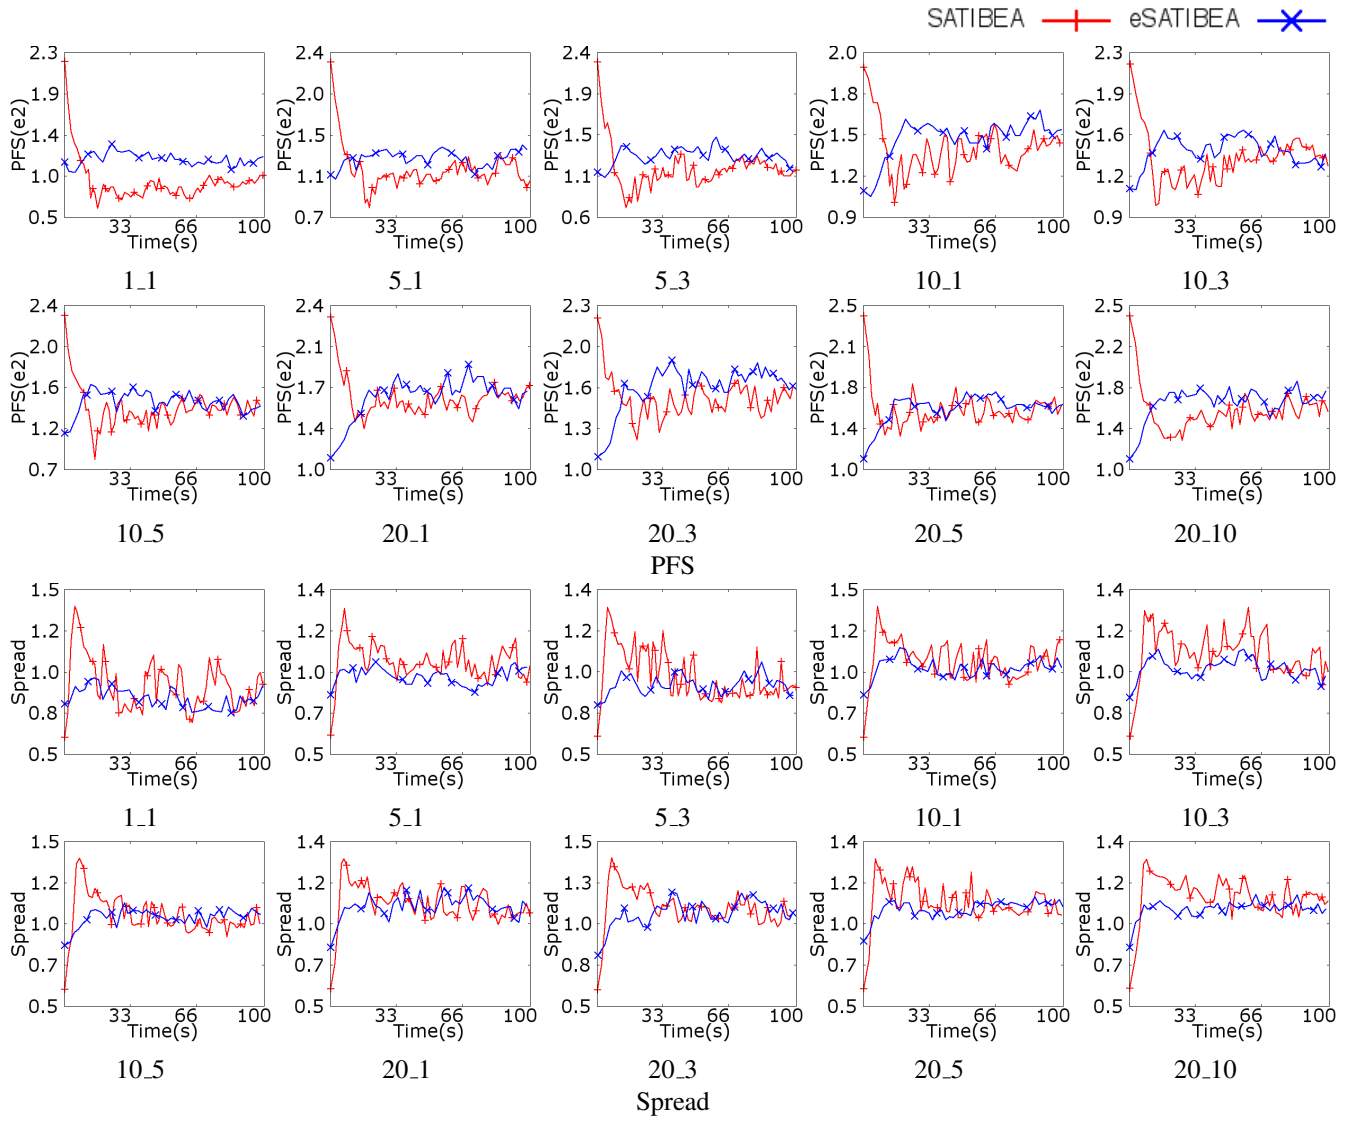 SATIBEA eSATIBEA
2.3 2.3 2.4 2.0 2.3
1.9 2.0 2.0 1.8 1.9
1.4 1.5 1.5 1.5 1.6
1.0 1.1 1.1 1.2 1.2
0.5 0.7 0.6 0.9 0.9
PFS(e2) PFS(e2) PFS(e2) PFS(e2) PFS(e2)
33 66 100 33 66 100 33 66 100 33 66 100 33 66 100
Time(s) Time(s) Time(s) Time(s) Time(s)
1_1 5_1 5_3 10_1 10_3
2.4 2.4 2.3 2.5 2.5
2.0 2.0 2.0 2.1 2.2
1.6 1.7 1.6 1.7 1.8
1.2 1.4 1.3 1.4 1.4
0.7 1.0 1.0 1.0 1.0
PFS(e2) PFS(e2) PFS(e2) PFS(e2) PFS(e2)
33 66 100 33 66 100 33 66 100 33 66 100 33 66 100
Time(s) Time(s) Time(s) Time(s) Time(s)
10_5 20_1 20_3 20_5 20_10
PFS
1.5 1.4 1.4 1.5 1.4
1.2 1.2 1.2 1.2 1.2
1.0 1.0 1.0 1.0 1.0
0.8 0.7 0.8 0.8 0.8
0.5 0.5 0.5 0.5 0.5
Spread Spread Spread Spread Spread
33 66 100 33 66 100 33 66 100 33 66 100 33 66 100
Time(s) Time(s) Time(s) Time(s) Time(s)
1_1 5_1 5_3 10_1 10_3
1.5 1.4 1.5 1.5 1.4
1.2 1.2 1.3 1.2 1.2
1.0 1.0 1.0 1.0 1.0
0.7 0.7 0.8 0.7 0.7
0.5 0.5 0.5 0.5 0.5
Spread Spread Spread Spread Spread
33 66 100 33 66 100 33 66 100 33 66 100 33 66 100
Time(s) Time(s) Time(s) Time(s) Time(s)
10_5 20_1 20_3 20_5 20_10
Spread